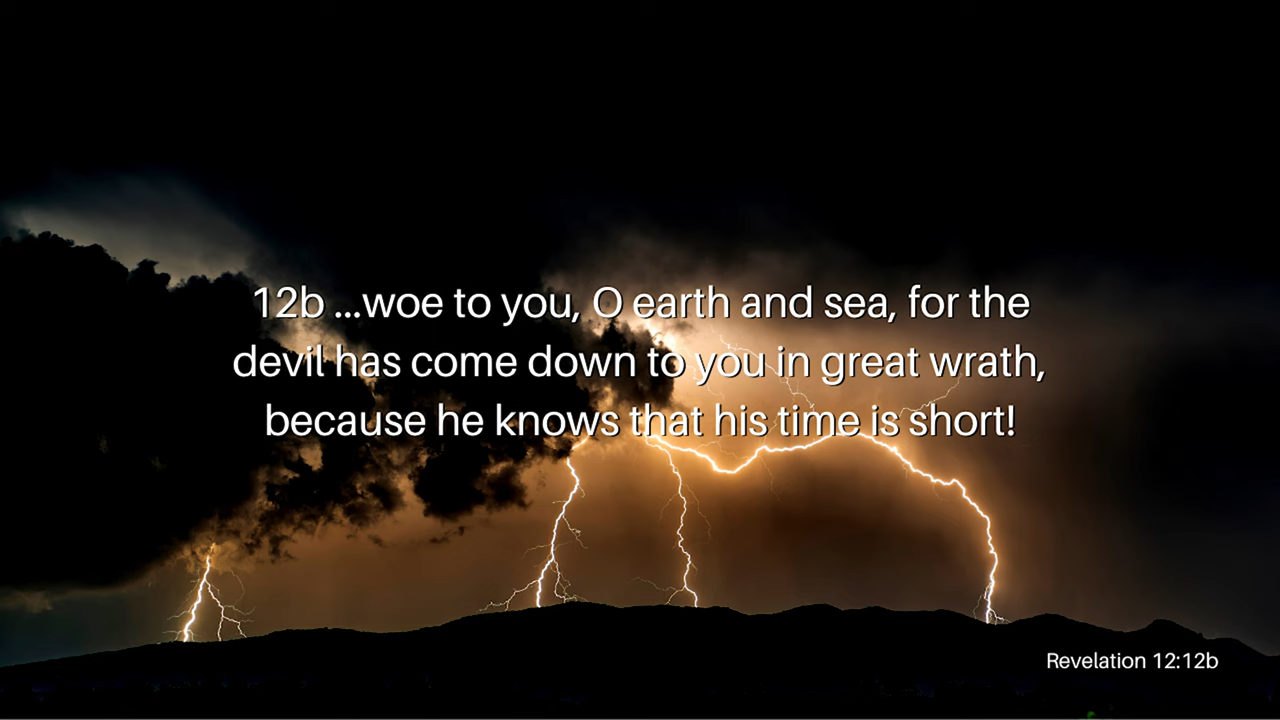 12b ...woe to you, O earth and sea, for the
devil has come down to you in great wrath,
because he knows that his time is short!
Revelation 12:12b